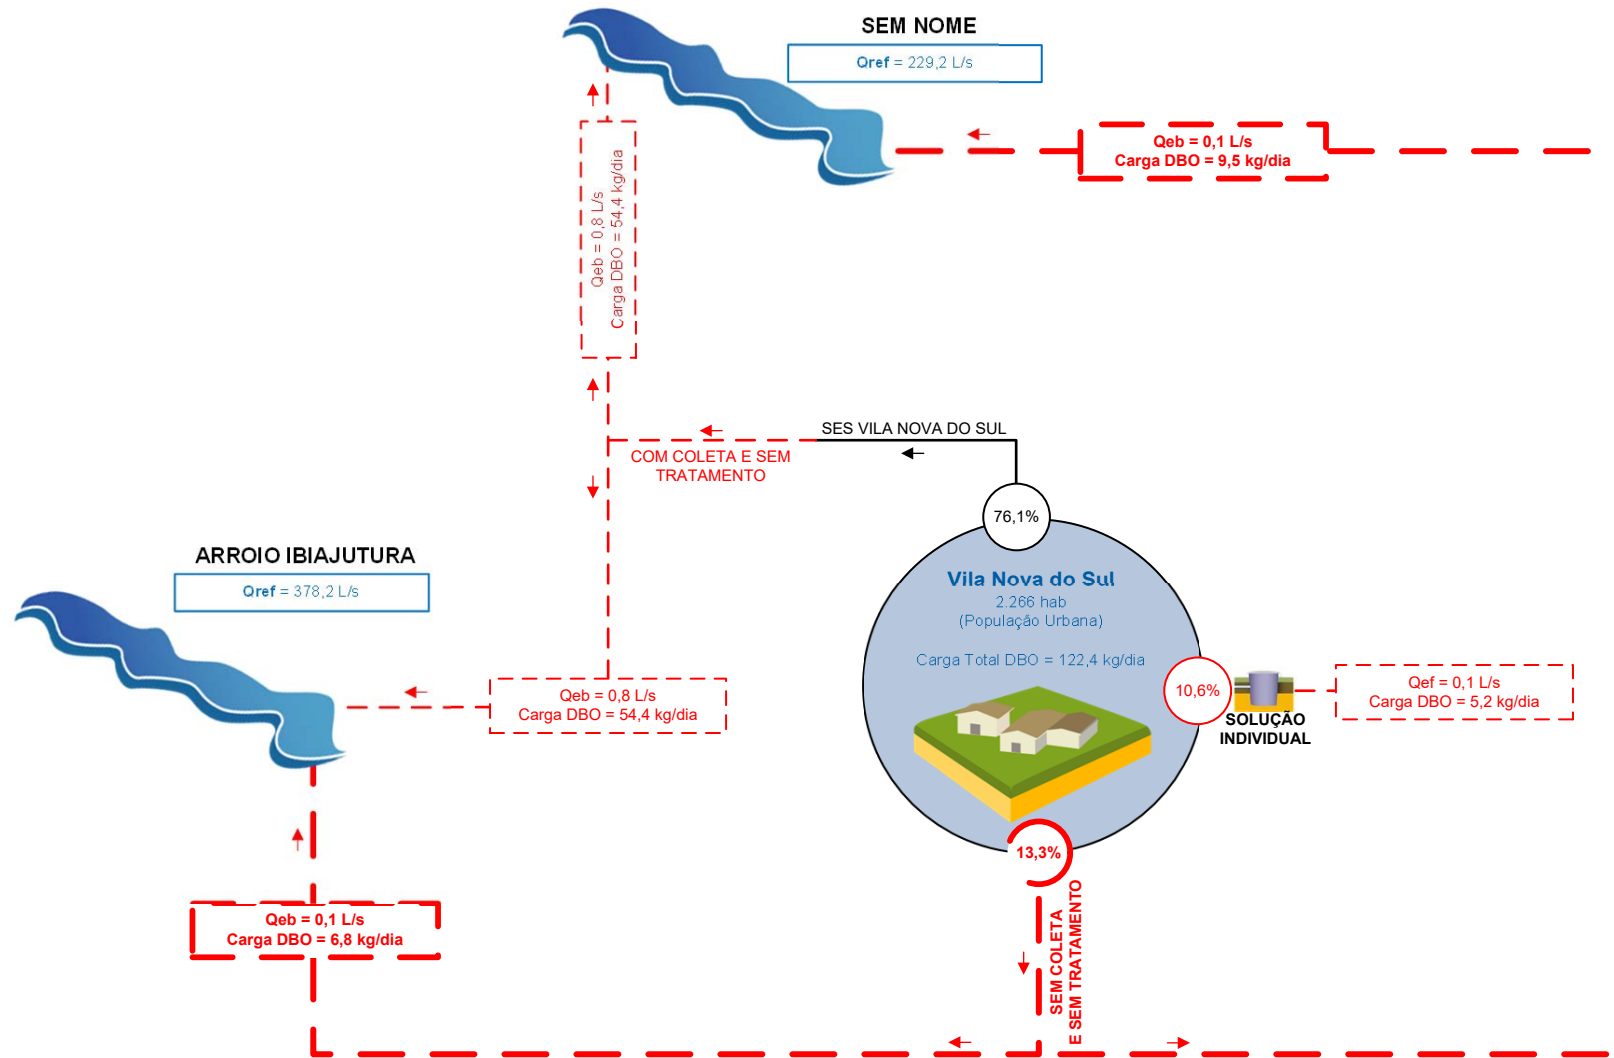 SEM NOME
Qref = 229,2 L/s
Qeb = 0,1 L/s
Carga DBO = 9,5 kg/dia
Qeb = 0,8 L/s
Carga DBO = 54,4 kg/dia
SES VILA NOVA DO SUL
COM COLETA E SEM
TRATAMENTO
76,1%
ARROIO IBIAJUTURA
Qref = 378,2 L/s
Vila Nova do Sul
2.266 hab
(População Urbana)
Carga Total DBO = 122,4 kg/dia
Qeb = 0,8 L/s
Carga DBO = 54,4 kg/dia
10,6%
SOLUÇÃO
INDIVIDUAL
Qef = 0,1 L/s
Carga DBO = 5,2 kg/dia
13,3%
SEM COLETA
E SEM TRATAMENTO
Qeb = 0,1 L/s
Carga DBO = 6,8 kg/dia